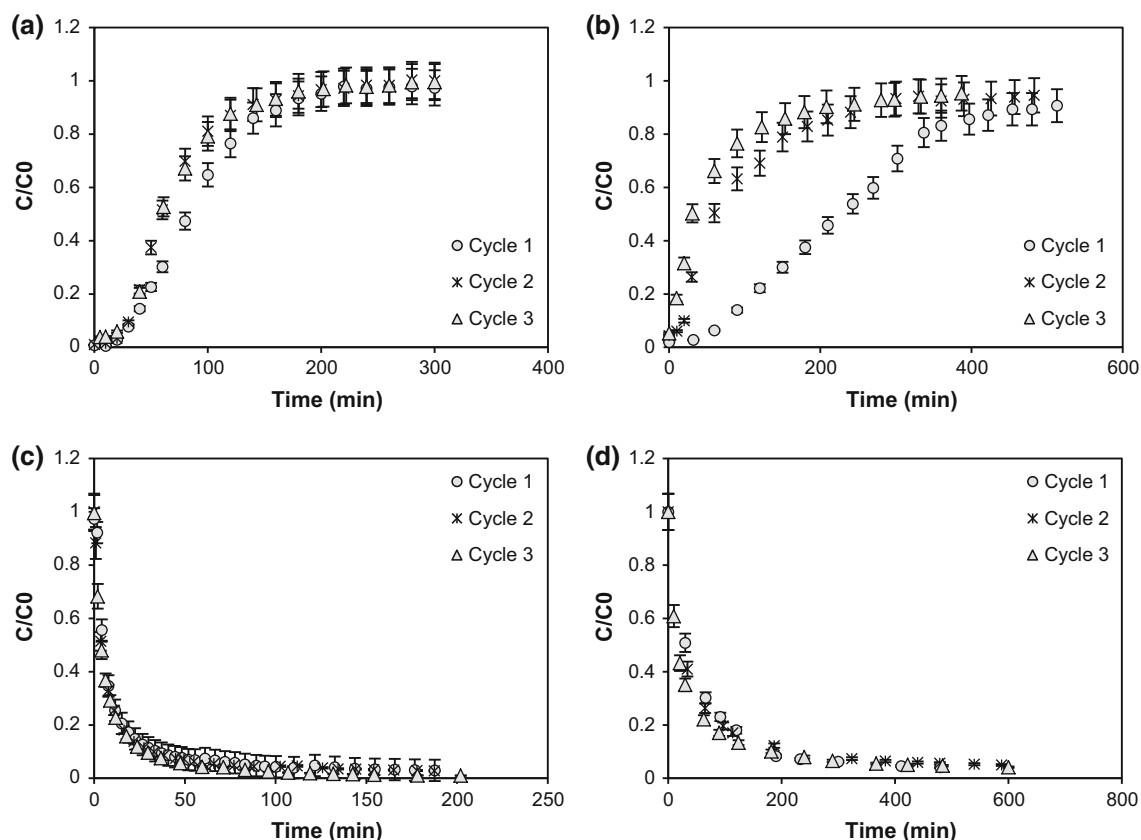 (a)
1.2
1
0.8
0.6
0.4
0.2
0
C/C0
Cycle 1
Cycle 2
Cycle 3
0 100 200 300 400
Time (min)
(b)
1.2
1
0.8
0.6
0.4
0.2
0
C/C0
Cycle 1
Cycle 2
Cycle 3
0 200 400 600
Time (min)
(c)
1.2
1
0.8
0.6
0.4
0.2
0
C/C0
Cycle 1
Cycle 2
Cycle 3
0 50 100 150 200 250
Time (min)
(d)
1.2
1
0.8
0.6
0.4
0.2
0
C/C0
Cycle 1
Cycle 2
Cycle 3
0 200 400 600 800
Time (min)